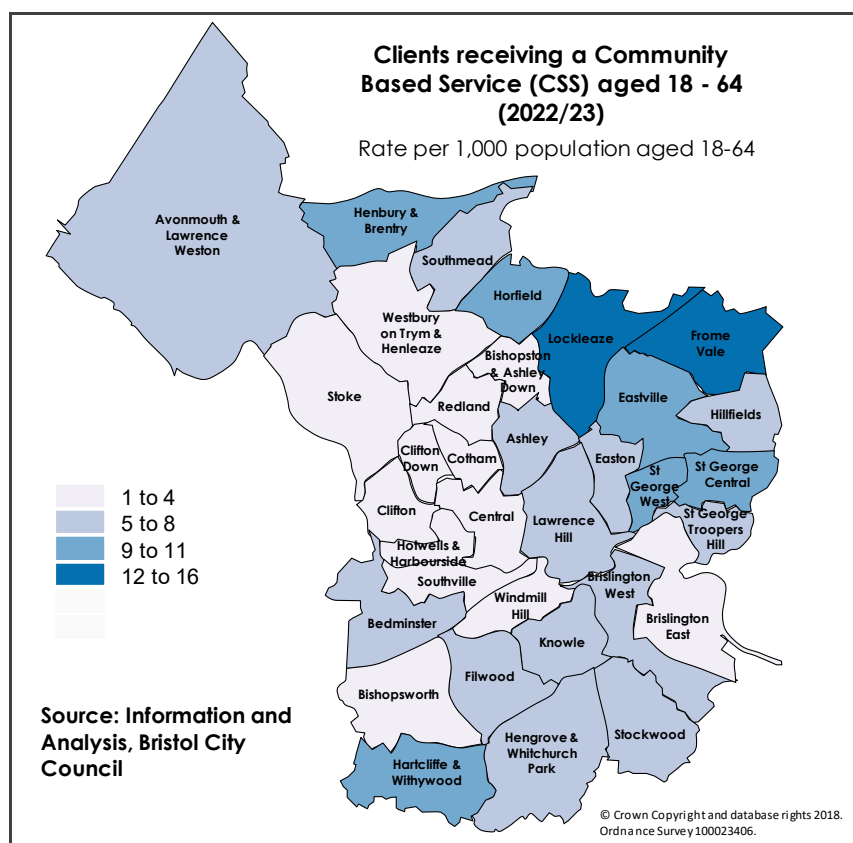 Clients receiving a Community
Based Service (CSS) aged 18 - 64
(2022/23)
Rate per 1,000 population aged 18-64
Avonmouth &
Lawrence
Weston
Henbury &
Brentry
Southmead
Horfield
Westbury
on Trym &
Henleaze
Lockleaze
Frome
Vale
Bishopston
& Ashley
Down
Stoke
Redland
Eastville
Hillfields
Ashley
Clifton
Down
Cotham
Easton
St
George
West
St George
Central
Clifton
Central
Lawrence
Hill
St George
Troopers
Hill
Hotwells &
Harbourside
Southville
Windmill
Hill
Brislington
West
Brislington
East
Bedminster
Knowle
Filwood
Bishopsworth
Hengrove &
Whitchurch
Park
Stockwood
Hartcliffe &
Withywood
1 to 4
5 to 8
9 to 11
12 to 16
Source: Information and
Analysis, Bristol City
Council
© Crown Copyright and database rights 2018.
Ordnance Survey 100023406.